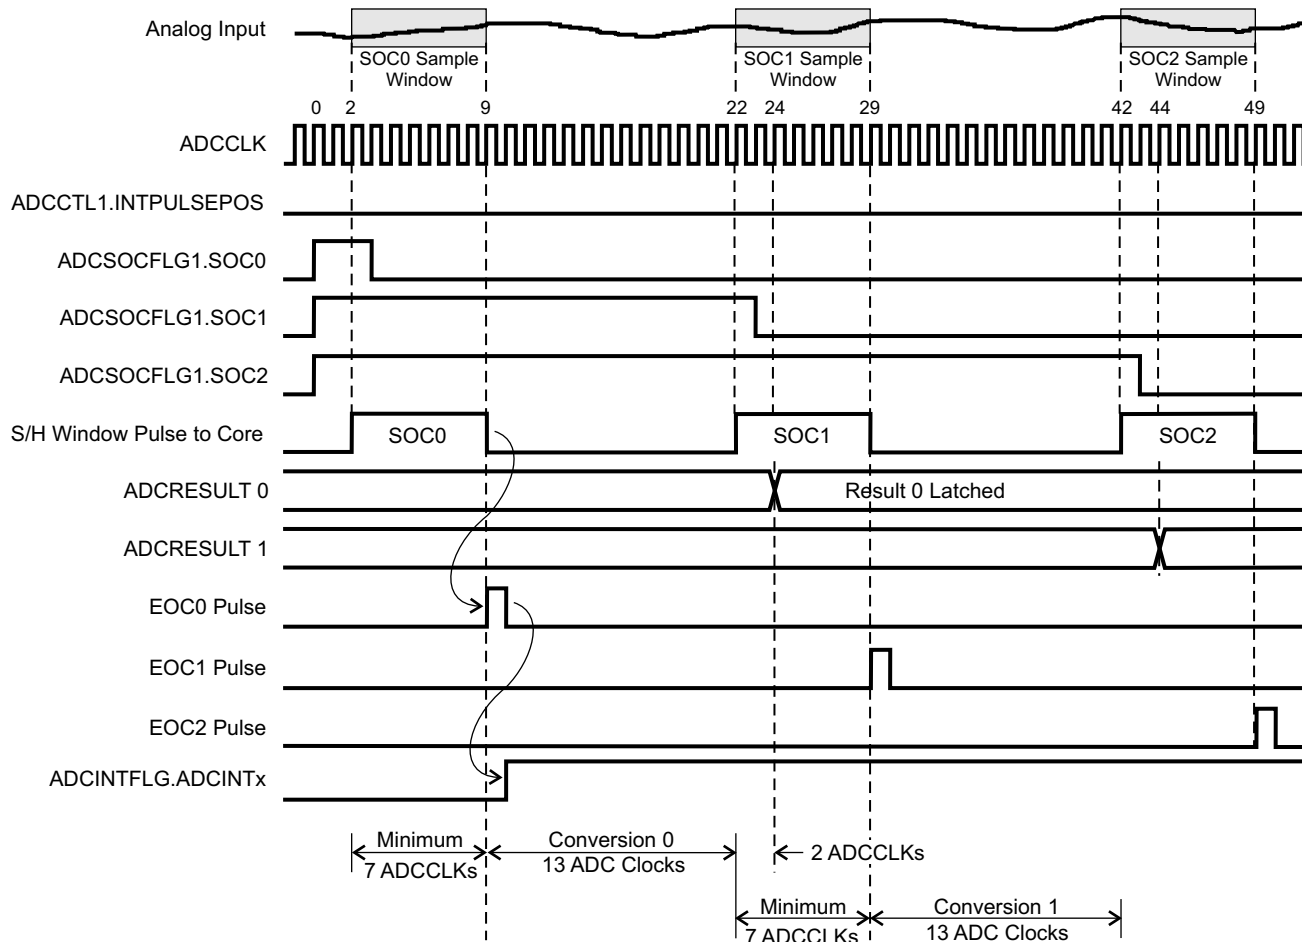 Analog Input
SOC0 Sample
Window
SOC1 Sample
Window
SOC2 Sample
Window
0 2 9 22 24 29 42 44 49
ADCCLK
ADCCTL1.INTPULSEPOS
ADCSOCFLG1.SOC0
ADCSOCFLG1.SOC1
ADCSOCFLG1.SOC2
S/H Window Pulse to Core
SOC0
SOC1
SOC2
ADCRESULT 0
Result 0 Latched
ADCRESULT 1
EOC0 Pulse
EOC1 Pulse
EOC2 Pulse
ADCINTFLG.ADCINTx
Minimum
7 ADCCLKs
Conversion 0
13 ADC Clocks
2 ADCCLKs
Minimum
7 ADCCLKs
Conversion 1
13 ADC Clocks